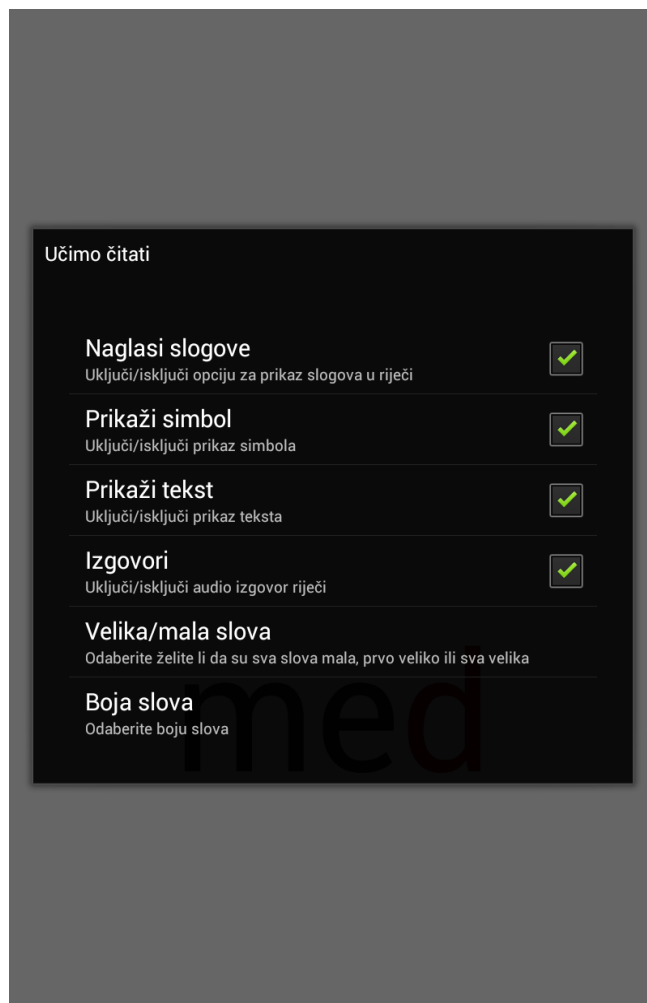 Učimo čitati
Naglasi slogove
Uključi/isključi opciju za prikaz slogova u riječi
Prikaži simbol
Uključi/isključi prikaz simbola
Prikaži tekst
Uključi/isključi prikaz teksta
Izgovori
Uključi/isključi audio izgovor riječi
Velika/mala slova
Odaberite želite li da su sva slova mala, prvo veliko ili sva velika
Boja slova
Odaberite boju slova
med